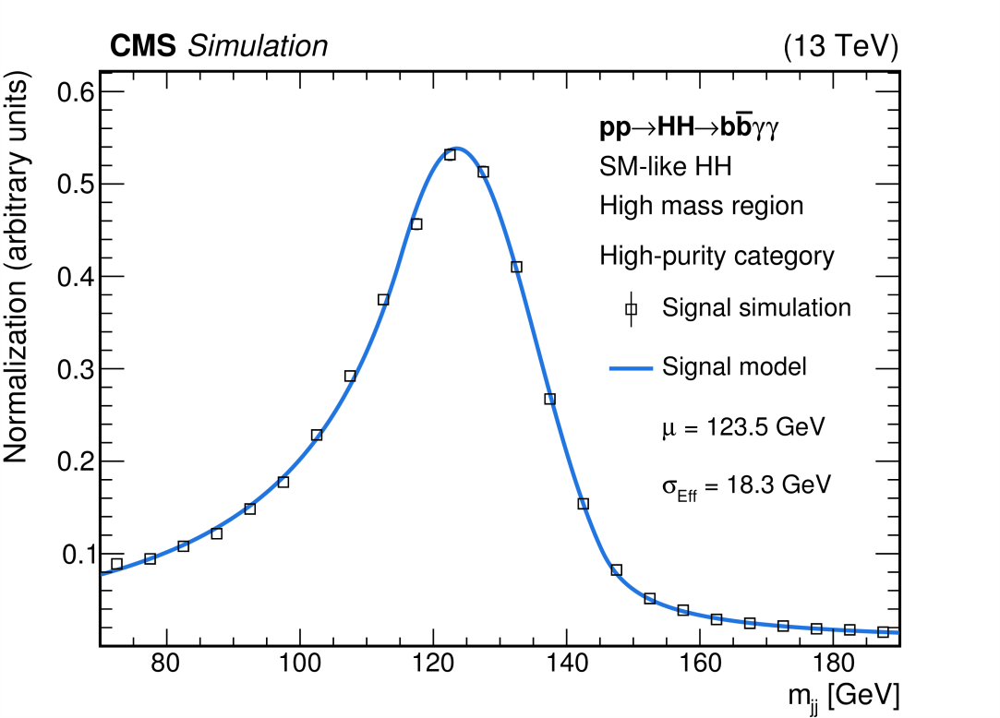 CMS Simulation (13 TeV)
Normalization (arbitrary units)
0.6
0.5
0.4
0.3
0.2
0.1
pp→HH→bb̅γγ
SM-like HH
High mass region
High-purity category
Signal simulation
Signal model
μ = 123.5 GeV
σEff = 18.3 GeV
80 100 120 140 160 180
mjj [GeV]